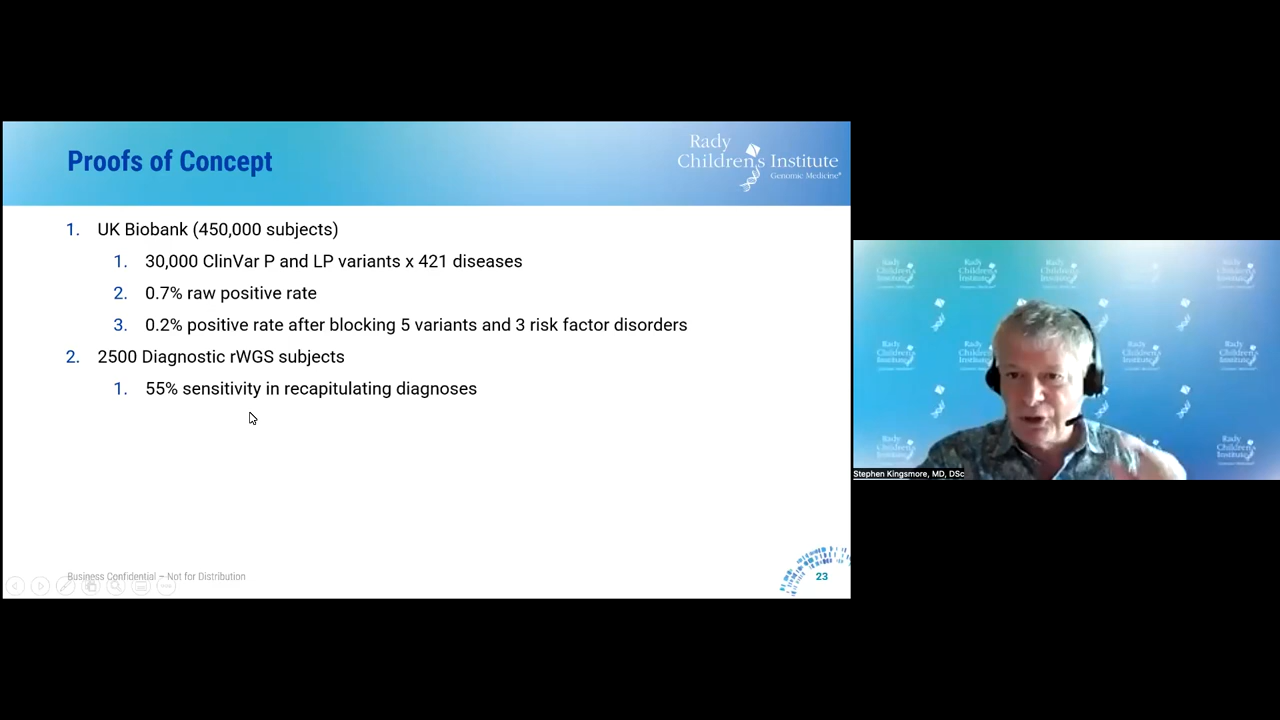 Proofs of Concept
Rady
Children's Institute
Genomic Medicine®
1. UK Biobank (450,000 subjects)
1. 30,000 ClinVar P and LP variants x 421 diseases
2. 0.7% raw positive rate
3. 0.2% positive rate after blocking 5 variants and 3 risk factor disorders
2. 2500 Diagnostic rWGS subjects
1. 55% sensitivity in recapitulating diagnoses
Business Confidential – Not for Distribution
23
Rady
Children's
Institute
Stephen Kingsmore, MD, DSc